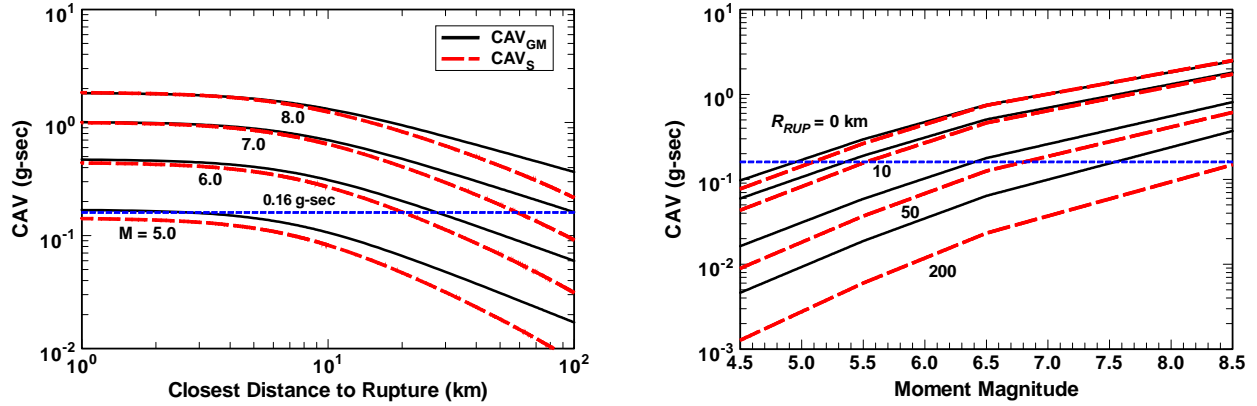 10¹
10⁰
10⁻¹
10⁻²
CAV (g-sec)
CAV_GM
CAV_S
8.0
7.0
6.0
0.16 g-sec
M = 5.0
10⁰ 10¹ 10²
Closest Distance to Rupture (km)
10¹
10⁰
10⁻¹
10⁻²
10⁻³
CAV (g-sec)
R_RUP = 0 km
10
50
200
4.5 5.0 5.5 6.0 6.5 7.0 7.5 8.0 8.5
Moment Magnitude